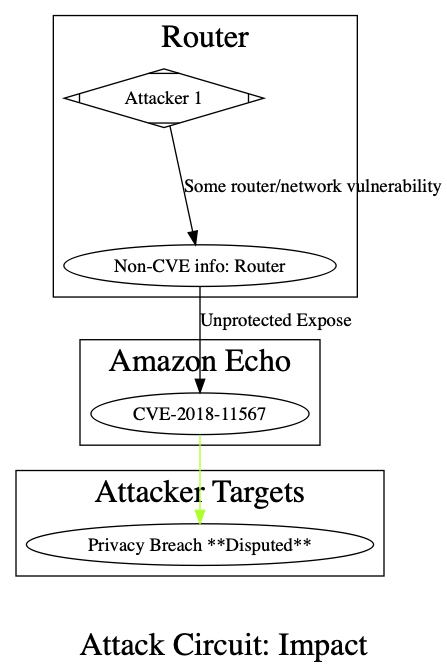 Router
Attacker 1
Some router/network vulnerability
Non-CVE info: Router
Unprotected Expose
Amazon Echo
CVE-2018-11567
Attacker Targets
Privacy Breach **Disputed**
Attack Circuit: Impact